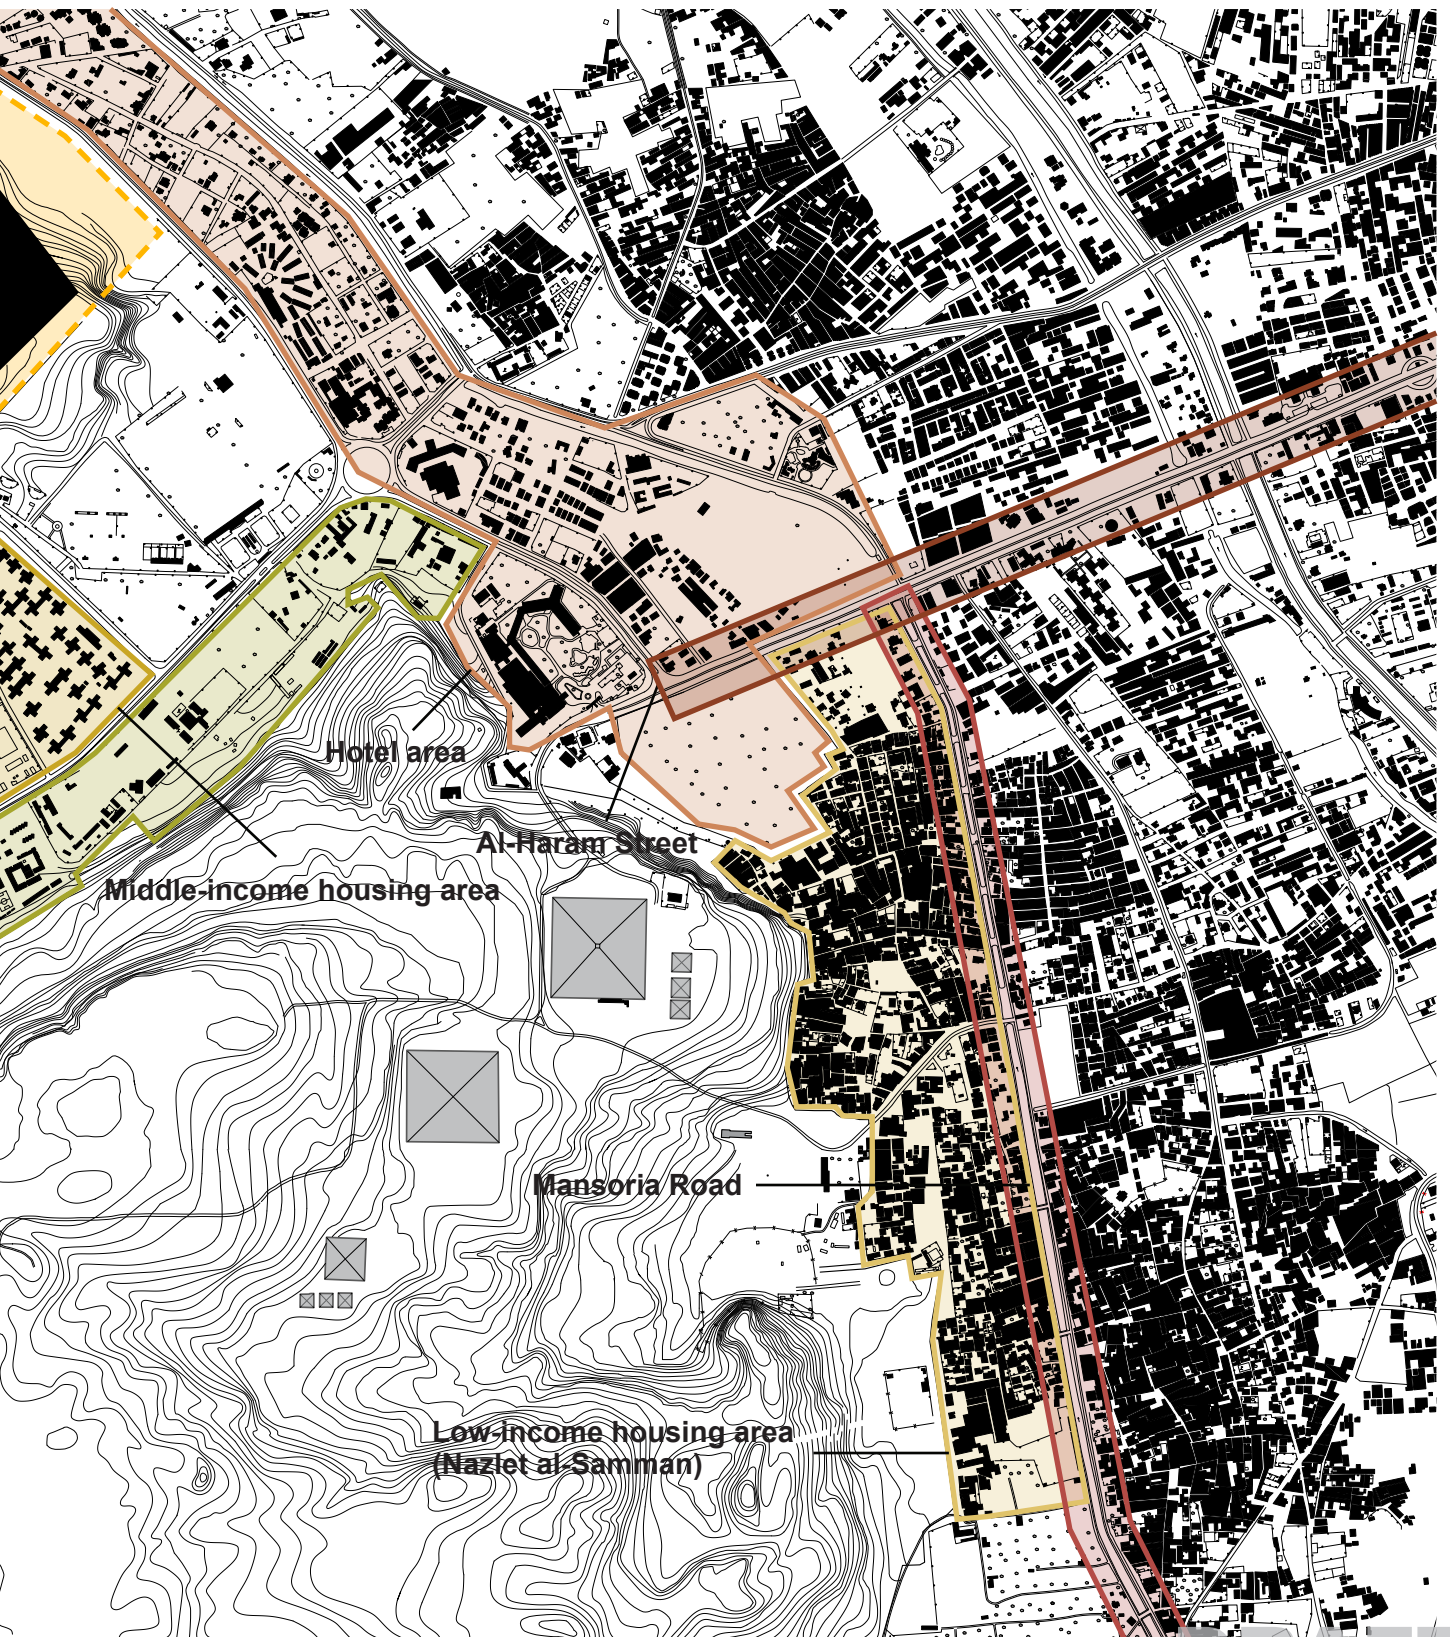 Hotel area
Al-Haram Street
Middle-income housing area
Mansoria Road
Low-income housing area
(Nazlet al-Samman)